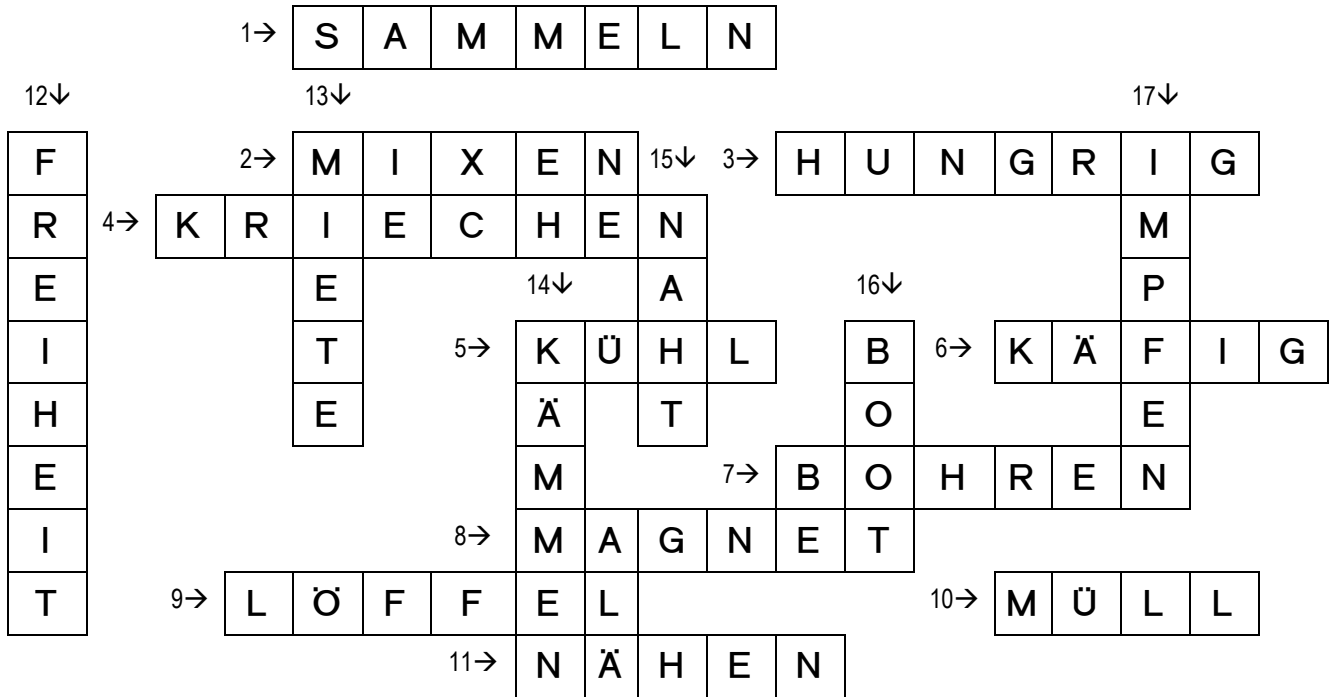 1→ S A M M E L N
12↓ 13↓ 17↓
F 2→ M I X E N 15↓ 3→ H U N G R I G
R 4→ K R I E C H E N M
E E 14↓ A 16↓ P
I T 5→ K Ü H L B 6→ K Ä F I G
H E Ä T O E
E M 7→ B O H R E N
I 8→ M A G N E T
T 9→ L Ö F F E L 10→ M Ü L L
11→ N Ä H E N